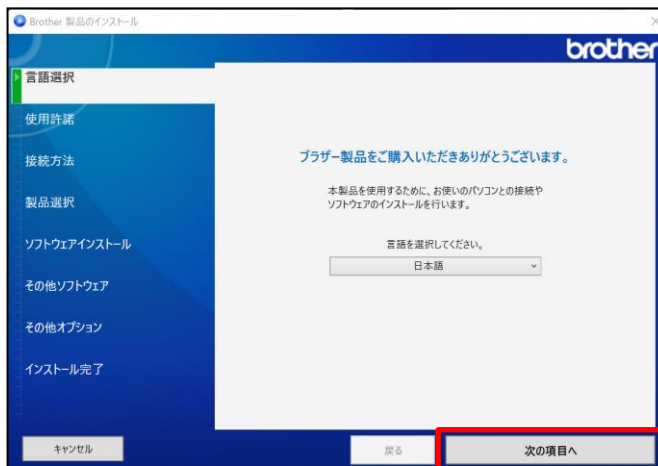 Brother 製品のインストール
brother
言語選択
使用許諾
接続方法
製品選択
ソフトウェアインストール
その他ソフトウェア
その他オプション
インストール完了
ブラザー製品をご購入いただきありがとうございます。
本製品を使用するために、お使いのパソコンとの接続や
ソフトウェアのインストールを行います。
言語を選択してください。
日本語
キャンセル
戻る
次の項目へ